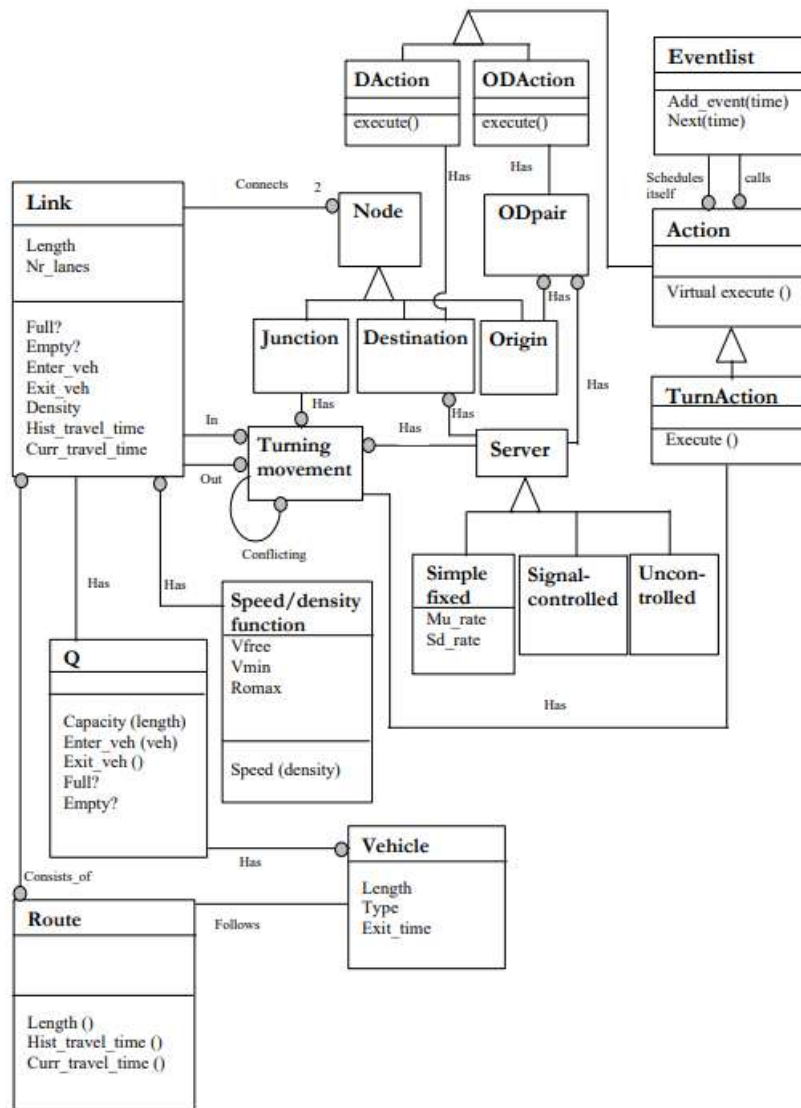 DAction
execute()
ODAction
execute()
Eventlist
Add_event(time)
Next(time)
Has
Has
Schedules
itself
calls
Connects
2
Link
Length
Nr_lanes
Full?
Empty?
Enter_veh
Exit_veh
Density
Hist_travel_time
Curr_travel_time
Node
ODpair
Action
Virtual execute ()
Has
Junction
Destination
Origin
Has
TurnAction
Execute ()
In
Out
Has
Turning
movement
Has
Has
Server
Conflicting
Has
Has
Speed/density
function
Vfree
Vmin
Romax
Speed (density)
Simple
fixed
Mu_rate
Sd_rate
Signal-
controlled
Uncon-
trolled
Has
Q
Capacity (length)
Enter_veh (veh)
Exit_veh ()
Full?
Empty?
Has
Vehicle
Length
Type
Exit_time
Consists_of
Follows
Route
Length ()
Hist_travel_time ()
Curr_travel_time ()